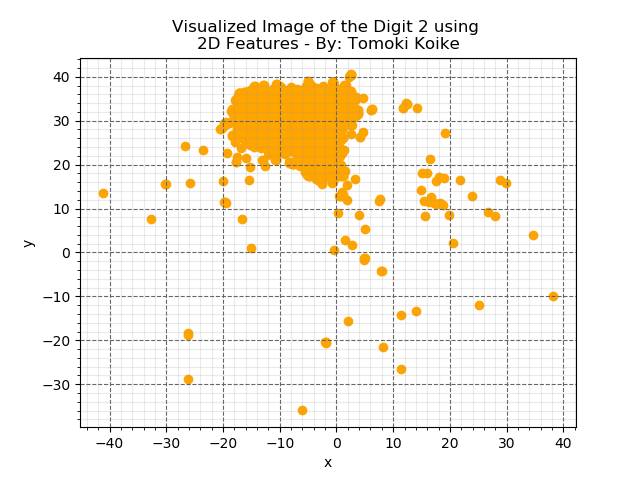 Visualized Image of the Digit 2 using
2D Features - By: Tomoki Koike
40
30
20
10
0
−10
−20
−30
y
−40 −30 −20 −10 0 10 20 30 40
x